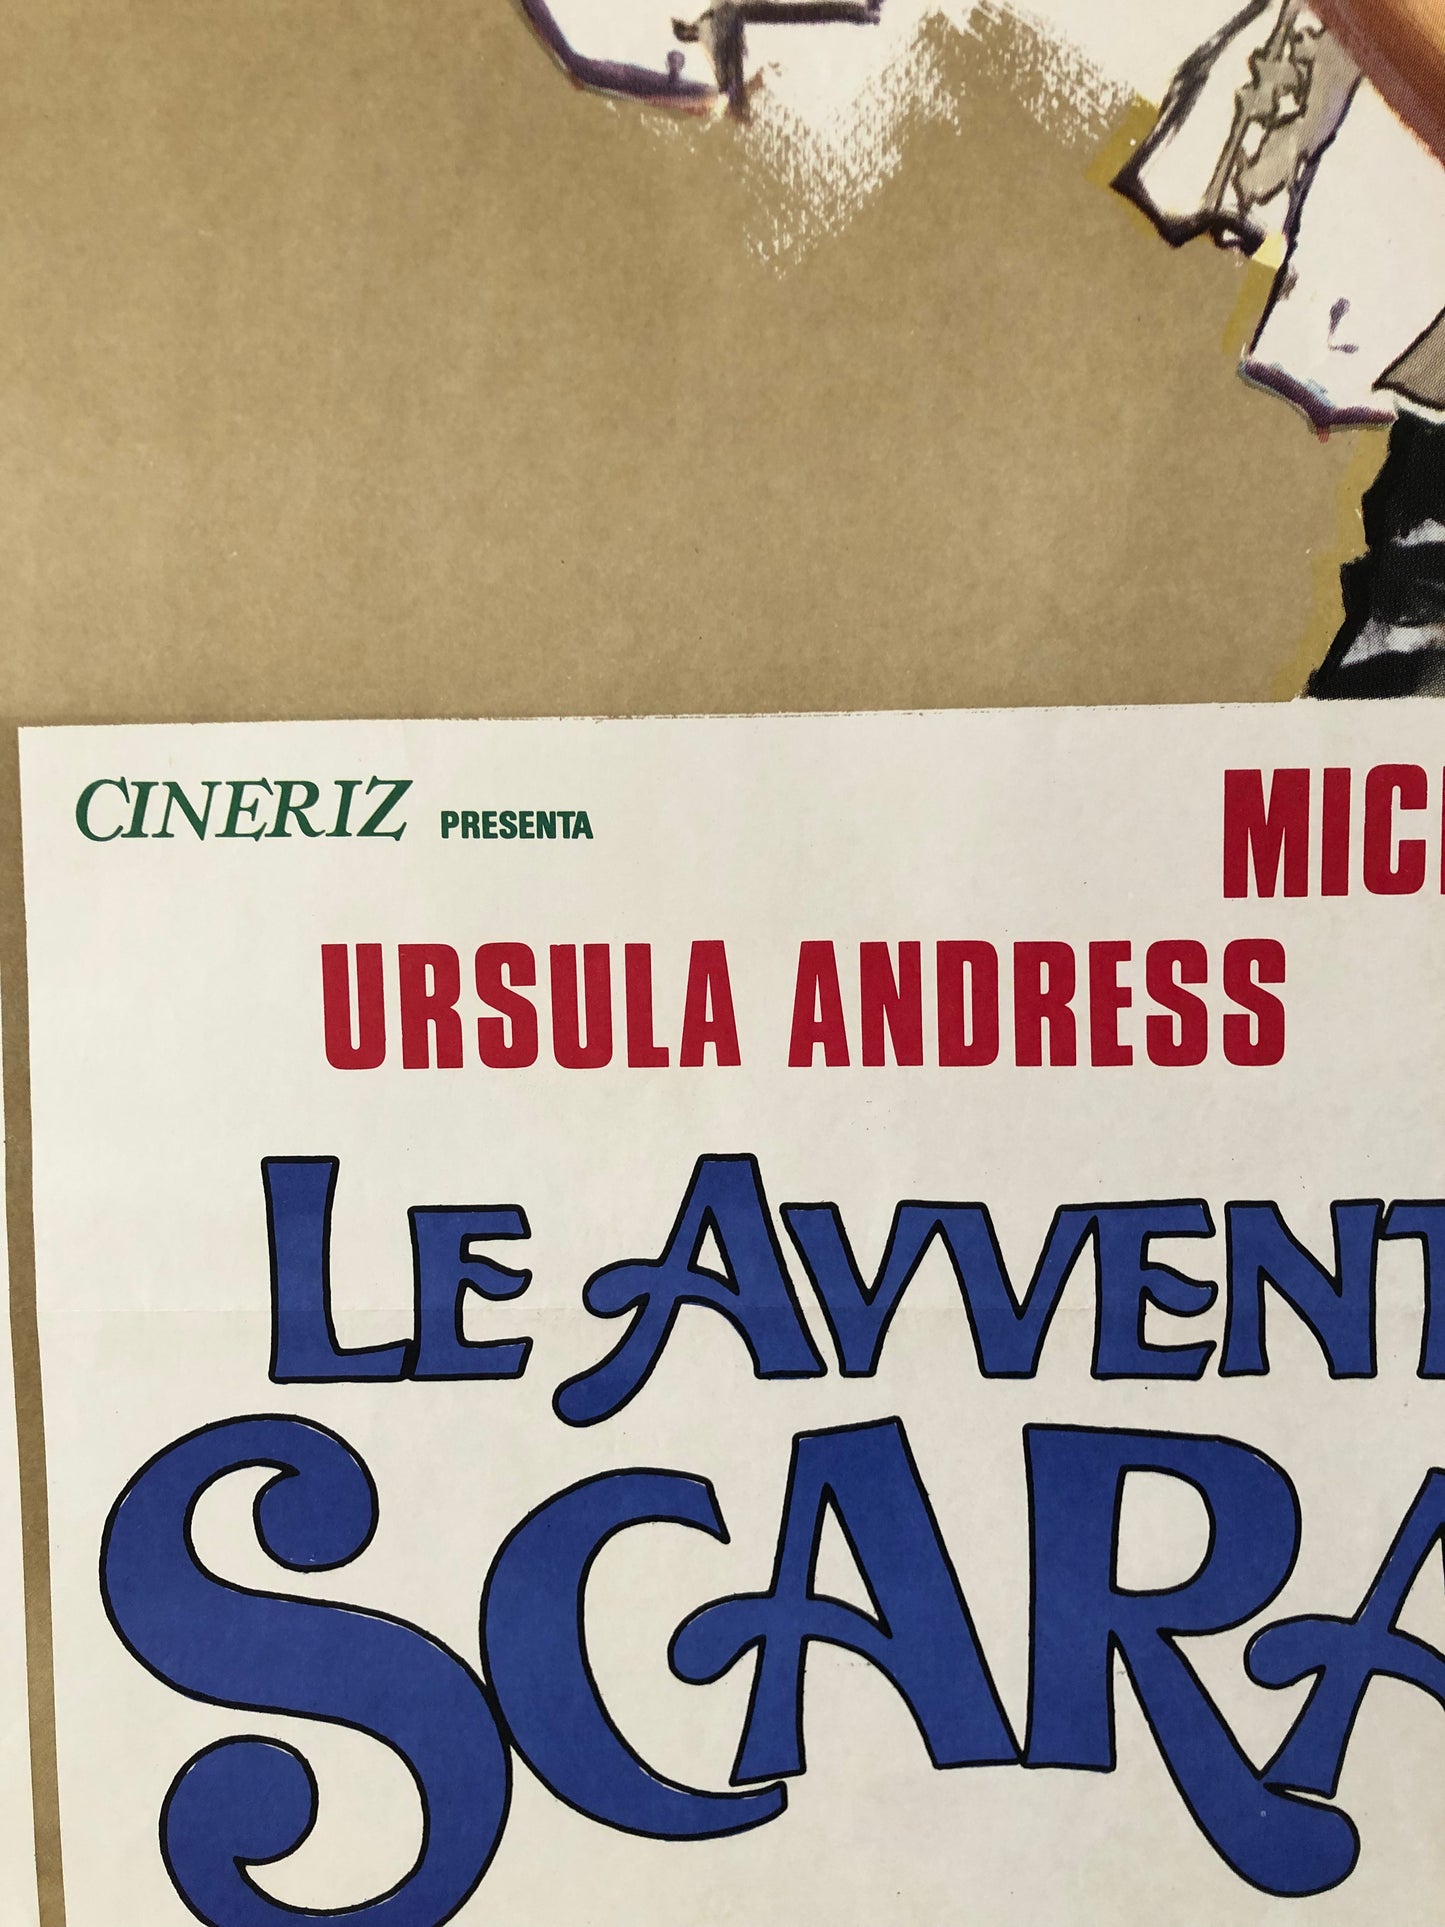 CINERIZ PRESENTA
MIC
URSULA ANDRESS
LE AVVENT
SCARA